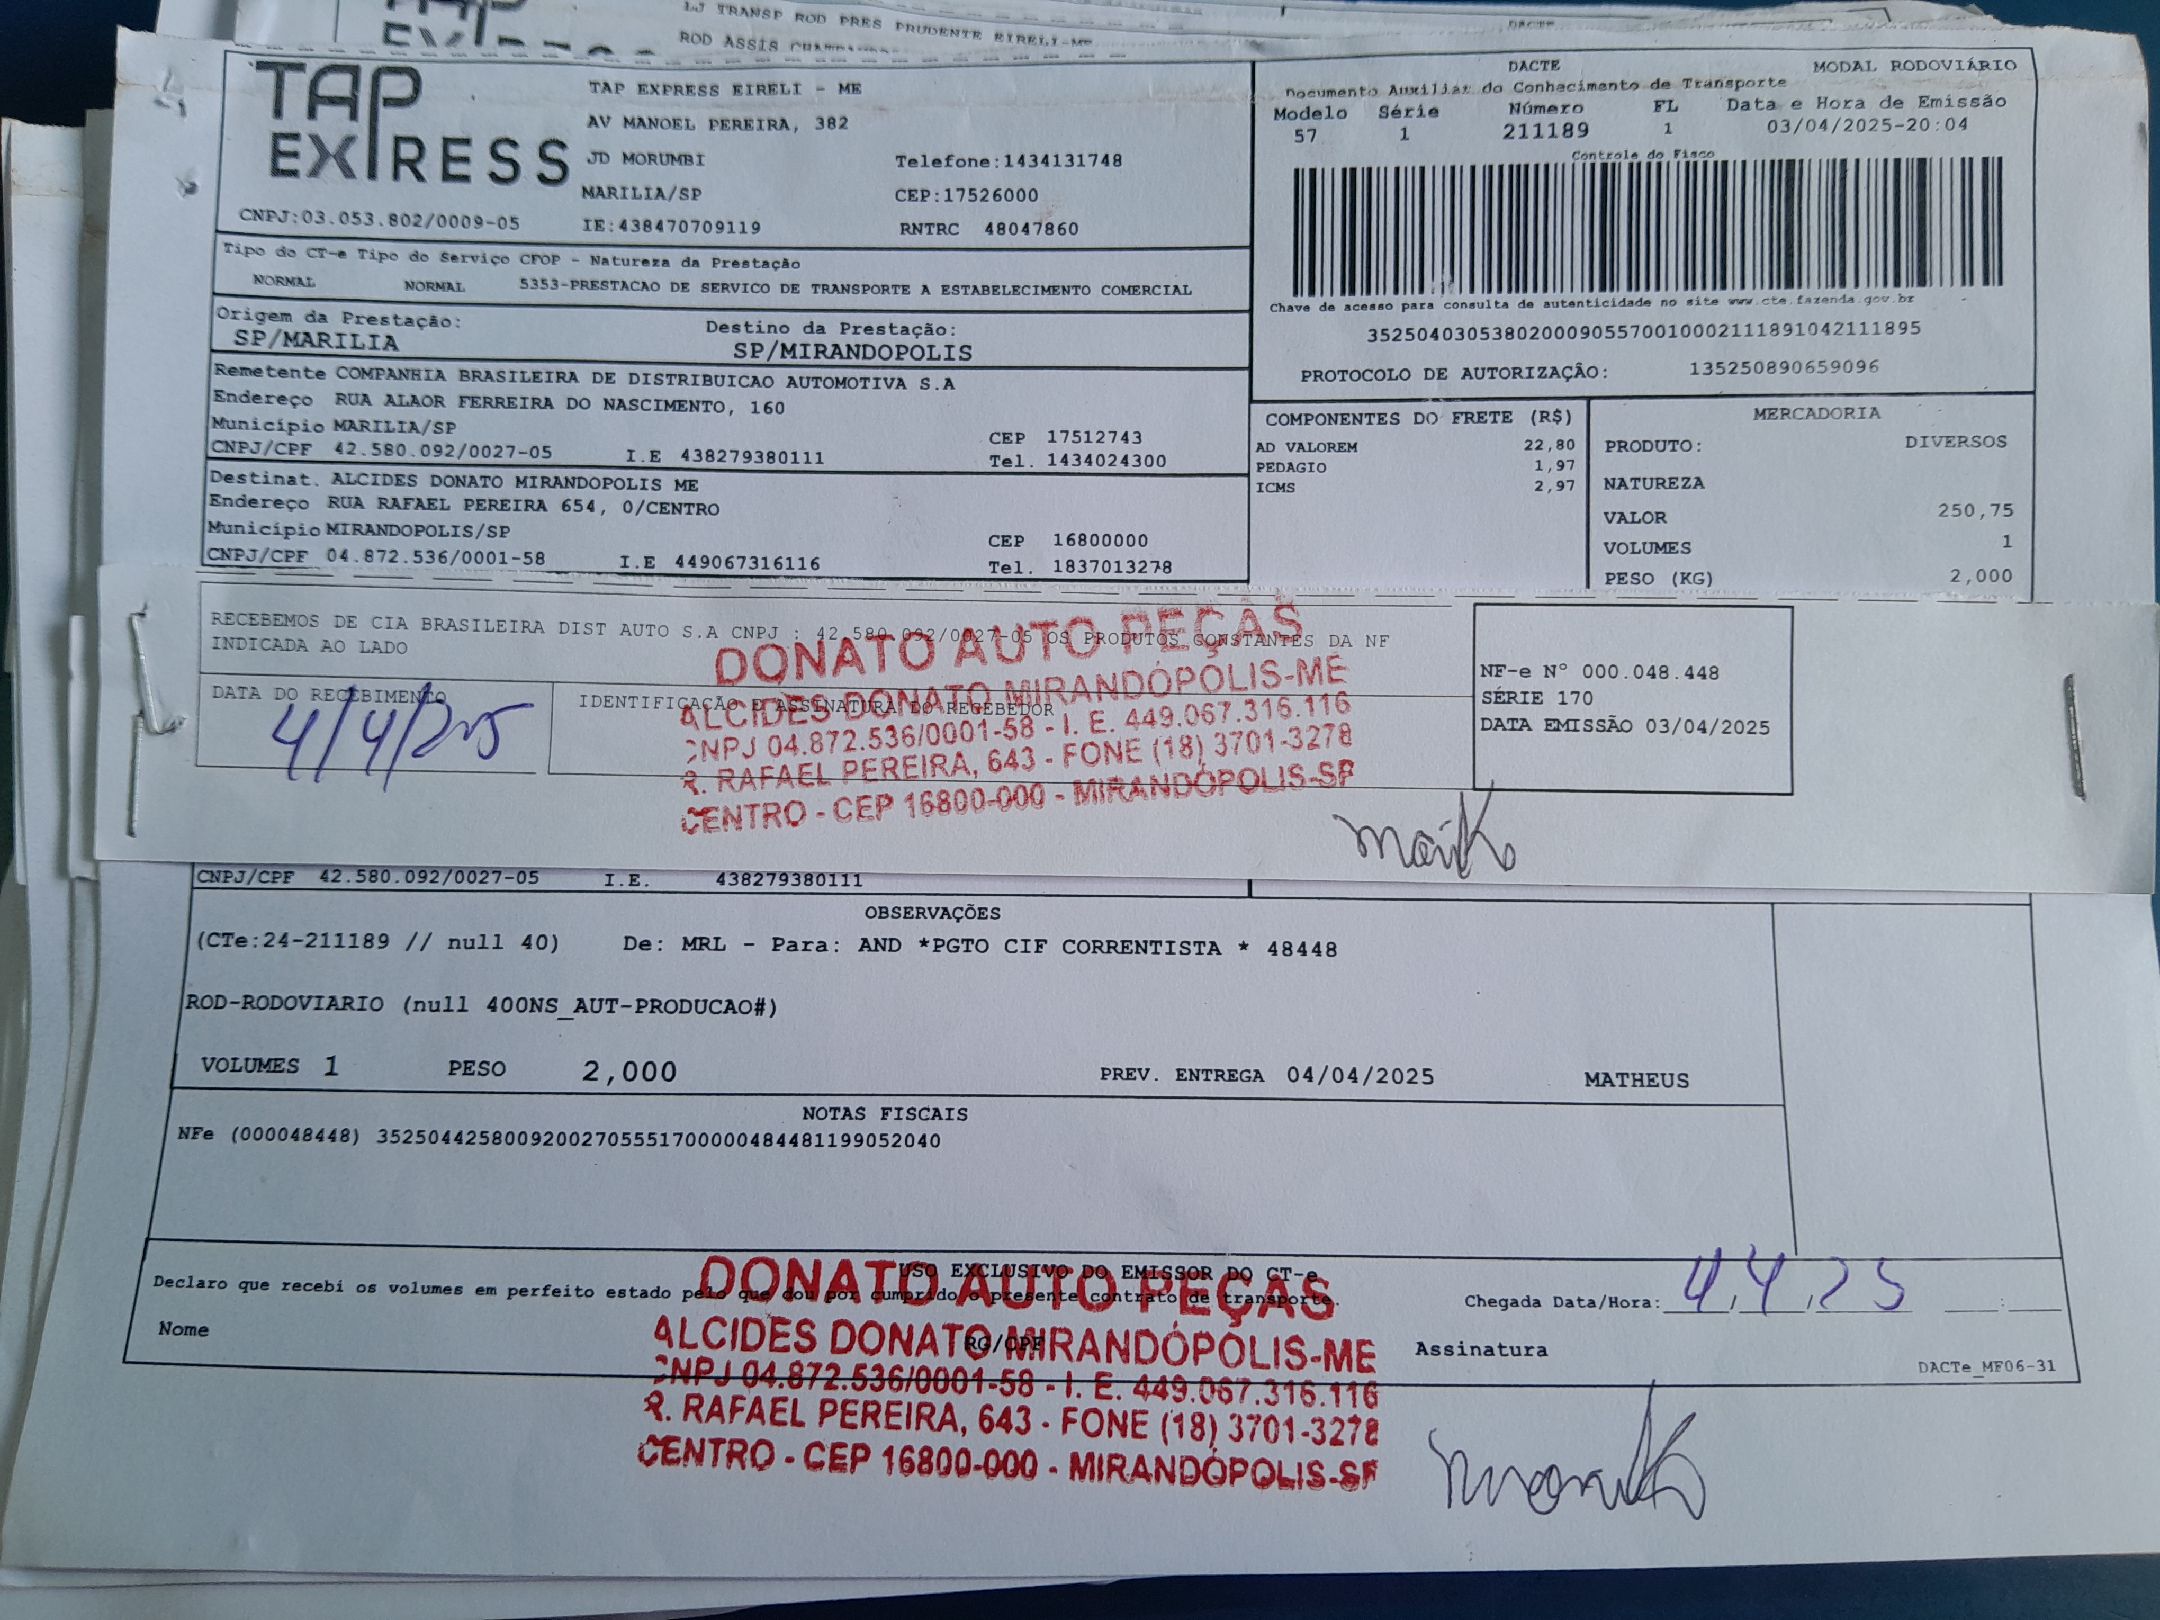 LJ TRANSP ROD PRES PRUDENTE EIRELI-ME
ROD ASSIS
DACTE
TAP EXPRESS
TAP EXPRESS EIRELI - ME
AV MANOEL PEREIRA, 382
JD MORUMBI Telefone:1434131748
MARILIA/SP CEP:17526000
CNPJ:03.053.802/0009-05 IE:438470709119 RNTRC 48047860
DACTE MODAL RODOVIÁRIO
Documento Auxiliar do Conhecimento de Transporte
Modelo Série Número FL Data e Hora de Emissão
57 1 211189 1 03/04/2025-20:04
Controle do Fisco
Chave de acesso para consulta de autenticidade no site www.cte.fazenda.gov.br
35250403053802000905570010002111891042111895
PROTOCOLO DE AUTORIZAÇÃO: 135250890659096
Tipo do CT-e Tipo do Serviço CFOP - Natureza da Prestação
NORMAL NORMAL 5353-PRESTACAO DE SERVICO DE TRANSPORTE A ESTABELECIMENTO COMERCIAL
Origem da Prestação: Destino da Prestação:
SP/MARILIA SP/MIRANDOPOLIS
Remetente COMPANHIA BRASILEIRA DE DISTRIBUICAO AUTOMOTIVA S.A
Endereço RUA ALAOR FERREIRA DO NASCIMENTO, 160
Município MARILIA/SP CEP 17512743
CNPJ/CPF 42.580.092/0027-05 I.E 438279380111 Tel. 1434024300
Destinat. ALCIDES DONATO MIRANDOPOLIS ME
Endereço RUA RAFAEL PEREIRA 654, 0/CENTRO
Município MIRANDOPOLIS/SP CEP 16800000
CNPJ/CPF 04.872.536/0001-58 I.E 449067316116 Tel. 1837013278
COMPONENTES DO FRETE (R$)
AD VALOREM 22,80
PEDAGIO 1,97
ICMS 2,97
MERCADORIA
PRODUTO: DIVERSOS
NATUREZA
VALOR 250,75
VOLUMES 1
PESO (KG) 2,000
RECEBEMOS DE CIA BRASILEIRA DIST AUTO S.A CNPJ : 42.580.092/0027-05 OS PRODUTOS CONSTANTES DA NF
INDICADA AO LADO
DATA DO RECEBIMENTO
4/4/2025
IDENTIFICAÇÃO E ASSINATURA DO RECEBEDOR
DONATO AUTO PEÇAS
ALCIDES DONATO MIRANDÓPOLIS-ME
CNPJ 04.872.536/0001-58 - I. E. 449.067.316.116
R. RAFAEL PEREIRA, 643 - FONE (18) 3701-3278
CENTRO - CEP 16800-000 - MIRANDÓPOLIS-SP
NF-e N° 000.048.448
SÉRIE 170
DATA EMISSÃO 03/04/2025
CNPJ/CPF 42.580.092/0027-05 I.E. 438279380111
OBSERVAÇÕES
(CTe:24-211189 // null 40) De: MRL - Para: AND *PGTO CIF CORRENTISTA * 48448
ROD-RODOVIARIO (null 400NS_AUT-PRODUCAO#)
VOLUMES 1 PESO 2,000 PREV. ENTREGA 04/04/2025 MATHEUS
NOTAS FISCAIS
NFe (000048448) 35250442580092002705551700000484481199052040
USO EXCLUSIVO DO EMISSOR DO CT-e
Declaro que recebi os volumes em perfeito estado pelo que dou por cumprido o presente contrato de transporte.
Chegada Data/Hora: 4/4/25 __:__
Nome RG/CPF Assinatura
DACTe_MF06-31
DONATO AUTO PEÇAS
ALCIDES DONATO MIRANDÓPOLIS-ME
CNPJ 04.872.536/0001-58 - I. E. 449.067.316.116
R. RAFAEL PEREIRA, 643 - FONE (18) 3701-3278
CENTRO - CEP 16800-000 - MIRANDÓPOLIS-SP